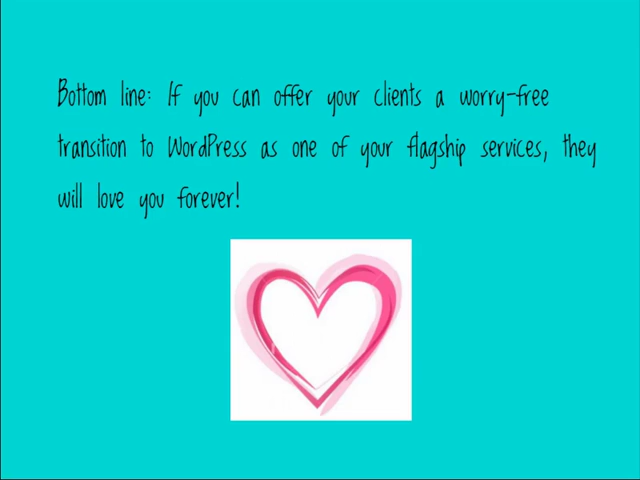 Bottom line: If you can offer your clients a worry-free
transition to WordPress as one of your flagship services, they
will love you forever!